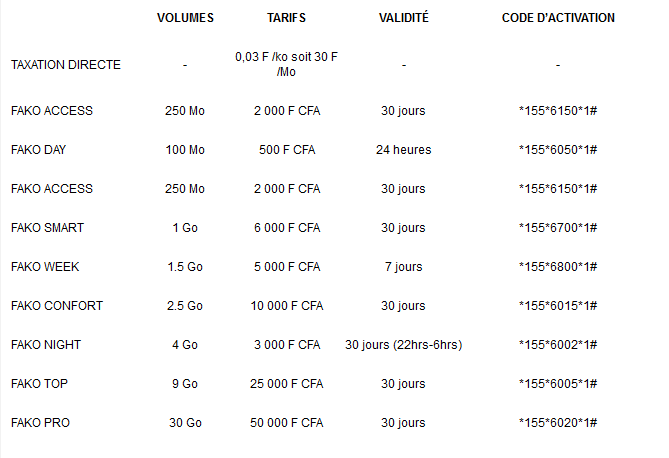 VOLUMES TARIFS VALIDITÉ CODE D'ACTIVATION
TAXATION DIRECTE - 0,03 F /ko soit 30 F /Mo - -
FAKO ACCESS 250 Mo 2 000 F CFA 30 jours *155*6150*1#
FAKO DAY 100 Mo 500 F CFA 24 heures *155*6050*1#
FAKO ACCESS 250 Mo 2 000 F CFA 30 jours *155*6150*1#
FAKO SMART 1 Go 6 000 F CFA 30 jours *155*6700*1#
FAKO WEEK 1.5 Go 5 000 F CFA 7 jours *155*6800*1#
FAKO CONFORT 2.5 Go 10 000 F CFA 30 jours *155*6015*1#
FAKO NIGHT 4 Go 3 000 F CFA 30 jours (22hrs-6hrs) *155*6002*1#
FAKO TOP 9 Go 25 000 F CFA 30 jours *155*6005*1#
FAKO PRO 30 Go 50 000 F CFA 30 jours *155*6020*1#